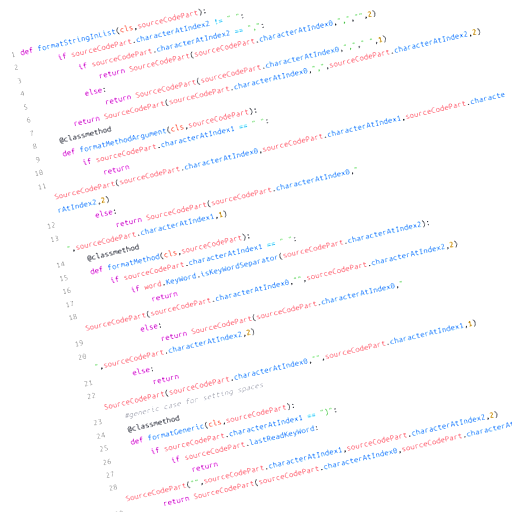 1 def formatStringInList(cls,sourceCodePart):
2 if sourceCodePart.characterAtIndex2 != " ":
3 if sourceCodePart.characterAtIndex2 == ",":
4 return SourceCodePart(sourceCodePart.characterAtIndex0,",","",2)
5 else:
6 return SourceCodePart(sourceCodePart.characterAtIndex0,","," ",1)
7 return SourceCodePart(sourceCodePart.characterAtIndex0,",",sourceCodePart.characterAtIndex2,2)
8 @classmethod
9 def formatMethodArgument(cls,sourceCodePart):
10 if sourceCodePart.characterAtIndex1 == " ":
11 return
SourceCodePart(sourceCodePart.characterAtIndex0,sourceCodePart.characterAtIndex1,sourceCodePart.characte
rAtIndex2,2)
12 else:
13 return SourceCodePart(sourceCodePart.characterAtIndex0,"
",sourceCodePart.characterAtIndex1,1)
14 @classmethod
15 def formatMethod(cls,sourceCodePart):
16 if sourceCodePart.characterAtIndex1 == " ":
17 if word.KeyWord.isKeyWordSeparator(sourceCodePart.characterAtIndex2):
18 return
SourceCodePart(sourceCodePart.characterAtIndex0,"",sourceCodePart.characterAtIndex2,2)
19 else:
20 return SourceCodePart(sourceCodePart.characterAtIndex0,"
",sourceCodePart.characterAtIndex2,2)
21 else:
22 return
SourceCodePart(sourceCodePart.characterAtIndex0,"",sourceCodePart.characterAtIndex1,1)
23 #generic case for setting spaces
24 @classmethod
25 def formatGeneric(cls,sourceCodePart):
26 if sourceCodePart.characterAtIndex1 == ")":
27 if sourceCodePart.lastReadKeyWord:
28 return
SourceCodePart("",sourceCodePart.characterAtIndex1,sourceCodePart.characterAtIndex2,2)
return SourceCodePart(sourceCodePart.characterAtIndex0,sourceCodePart.characterAt